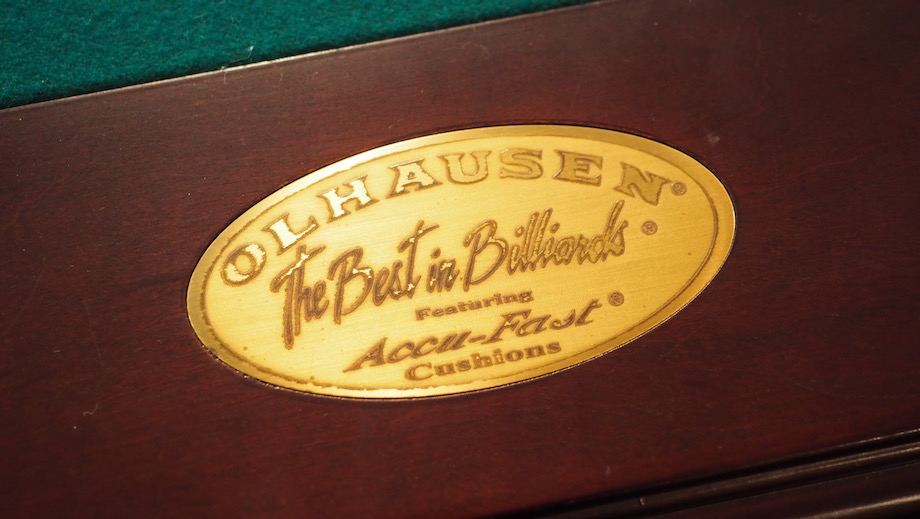 OLHAUSEN®
The Best in Billiards®
Featuring
Accu-Fast®
Cushions